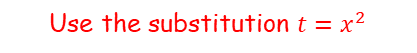 Use the substitution t = x²